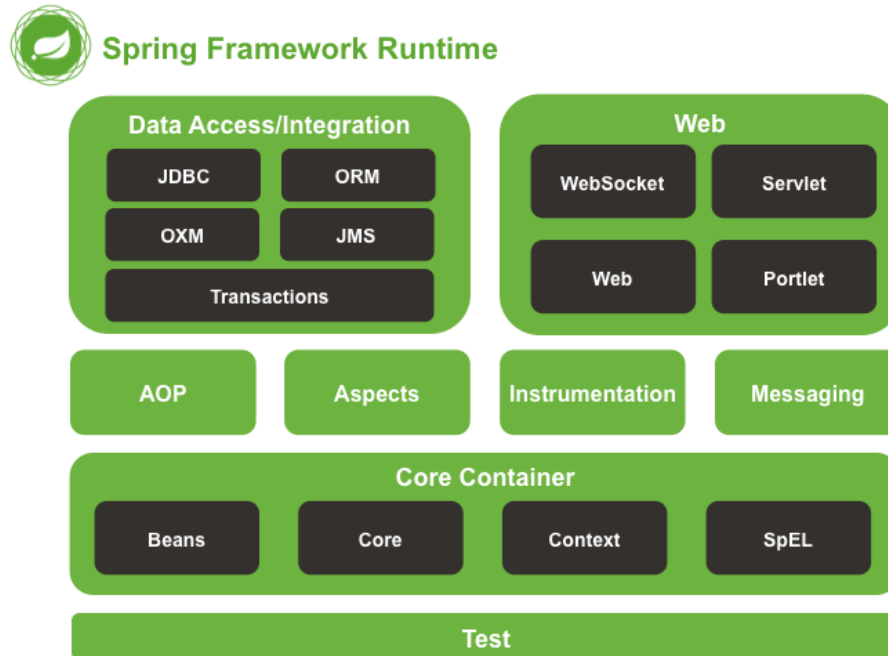 Spring Framework Runtime
Data Access/Integration
JDBC
ORM
OXM
JMS
Transactions
Web
WebSocket
Servlet
Web
Portlet
AOP
Aspects
Instrumentation
Messaging
Core Container
Beans
Core
Context
SpEL
Test